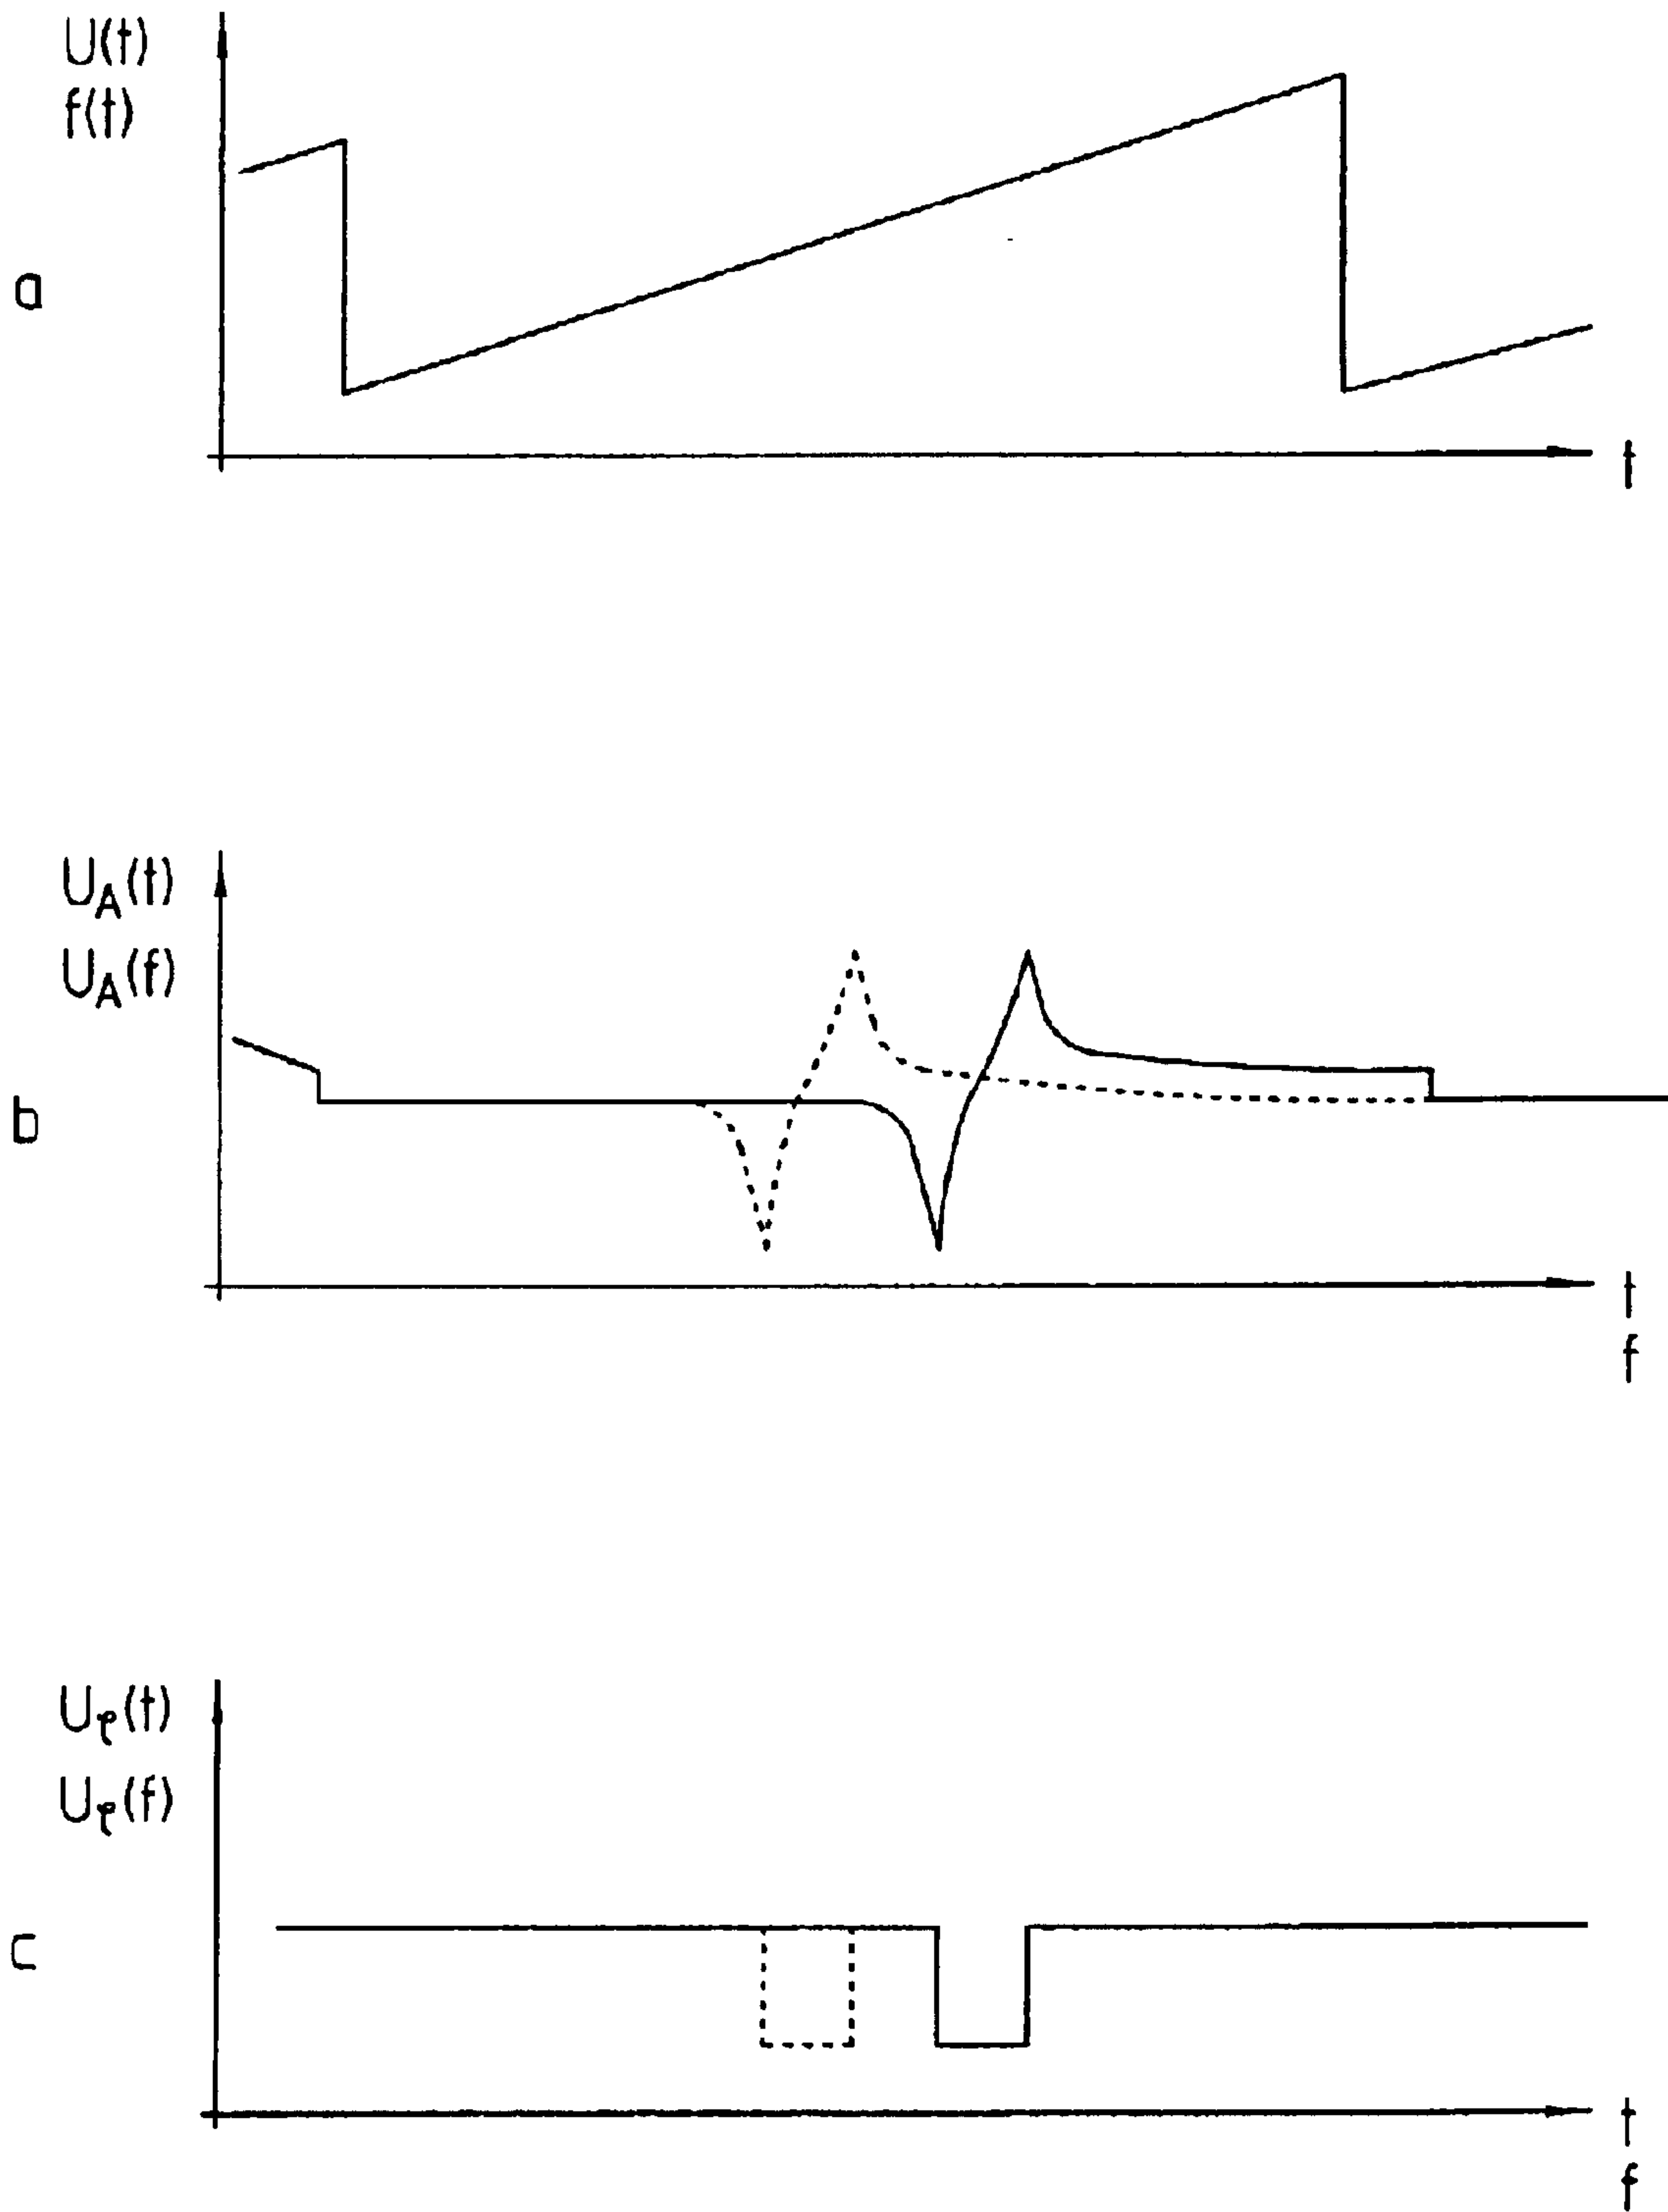 U(t)
f(t)
a
t
U_A(t)
U_A(f)
b
t
f
U_φ(t)
U_φ(f)
c
t
f